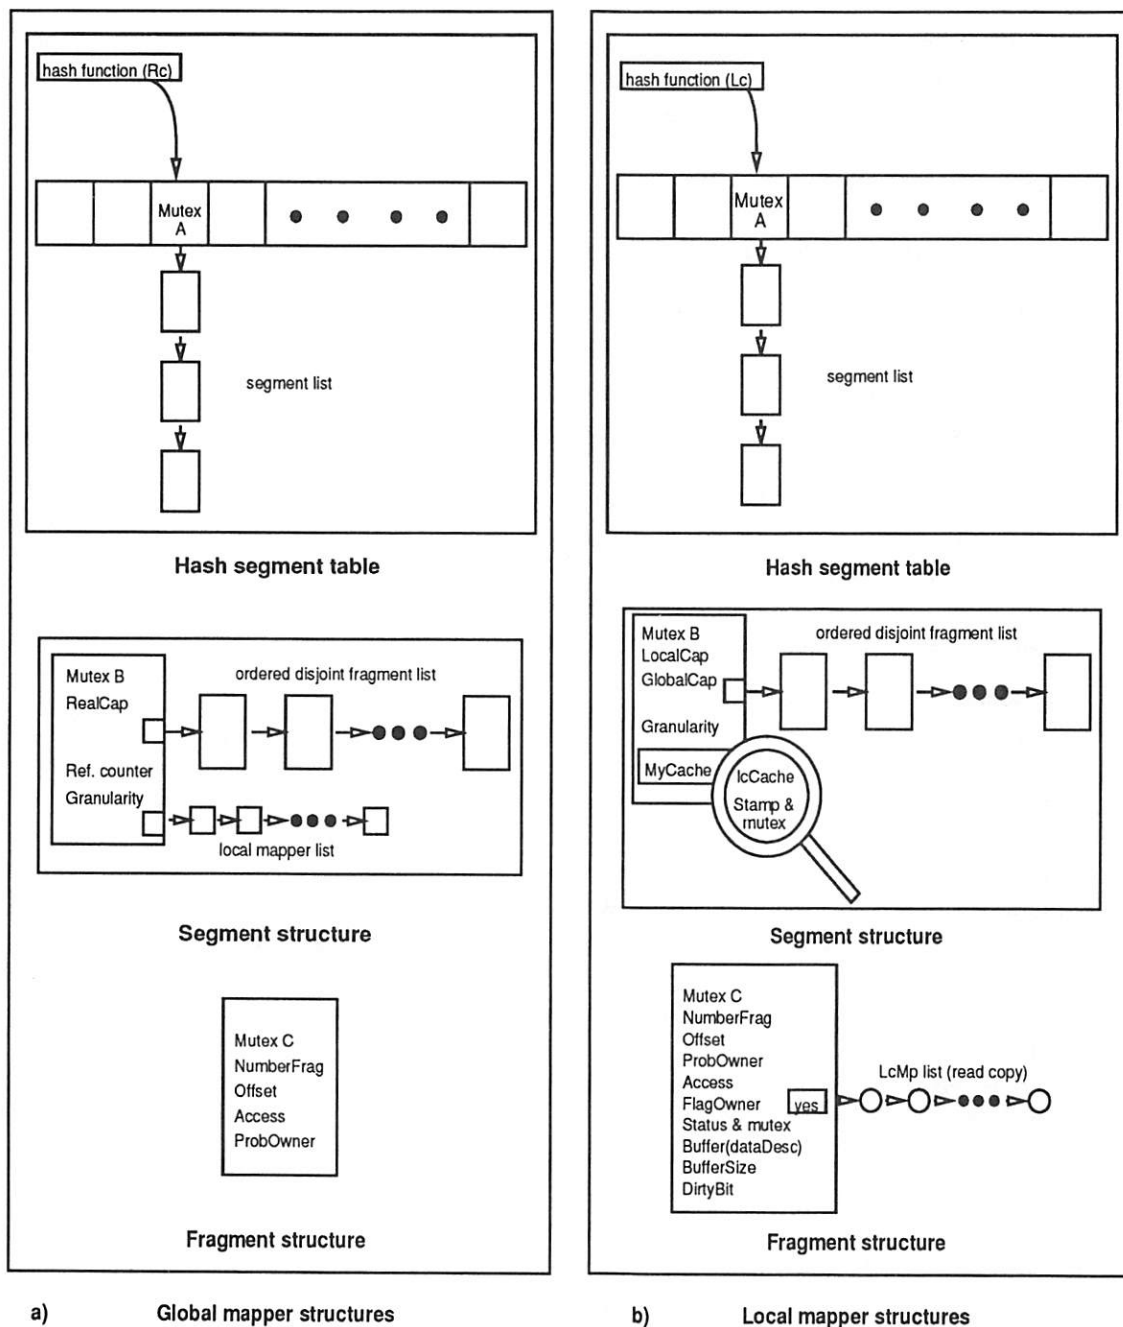 hash function (Rc)
Mutex
A
segment list
Hash segment table
Mutex B
RealCap
Ref. counter
Granularity
ordered disjoint fragment list
local mapper list
Segment structure
Mutex C
NumberFrag
Offset
Access
ProbOwner
Fragment structure
a) Global mapper structures
hash function (Lc)
Mutex
A
segment list
Hash segment table
Mutex B
LocalCap
GlobalCap
Granularity
MyCache
ordered disjoint fragment list
lcCache
Stamp &
mutex
Segment structure
Mutex C
NumberFrag
Offset
ProbOwner
Access
FlagOwner
yes
Status & mutex
Buffer(dataDesc)
BufferSize
DirtyBit
LcMp list (read copy)
Fragment structure
b) Local mapper structures